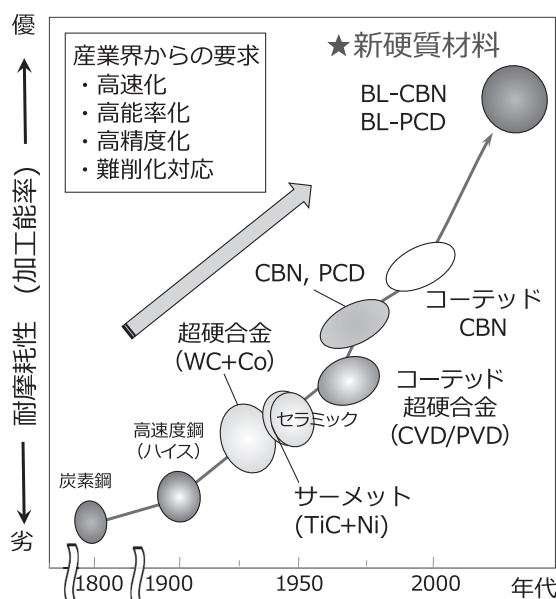 優
産業界からの要求
・高速化
・高能率化
・高精度化
・難削化対応
★新硬質材料
BL-CBN
BL-PCD
(加工能率)
耐摩耗性
CBN, PCD
コーテッド
CBN
超硬合金
(WC+Co)
コーテッド
超硬合金
(CVD/PVD)
セラミック
高速度鋼
(ハイス)
サーメット
(TiC+Ni)
炭素鋼
劣
1800
1900
1950
2000
年代